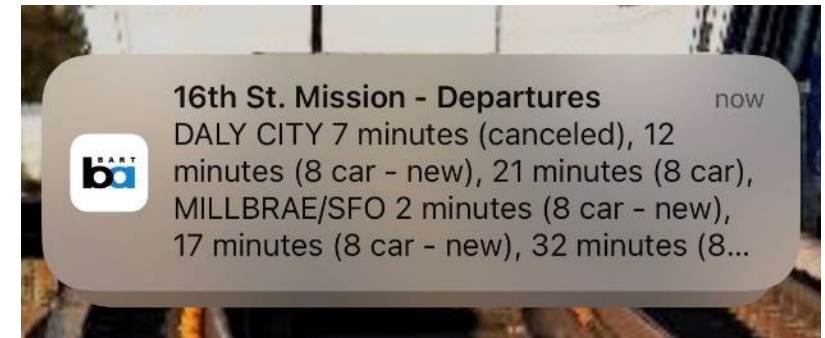 16th St. Mission - Departures now
DALY CITY 7 minutes (canceled), 12
minutes (8 car - new), 21 minutes (8 car),
MILLBRAE/SFO 2 minutes (8 car - new),
17 minutes (8 car - new), 32 minutes (8...
BART
ba